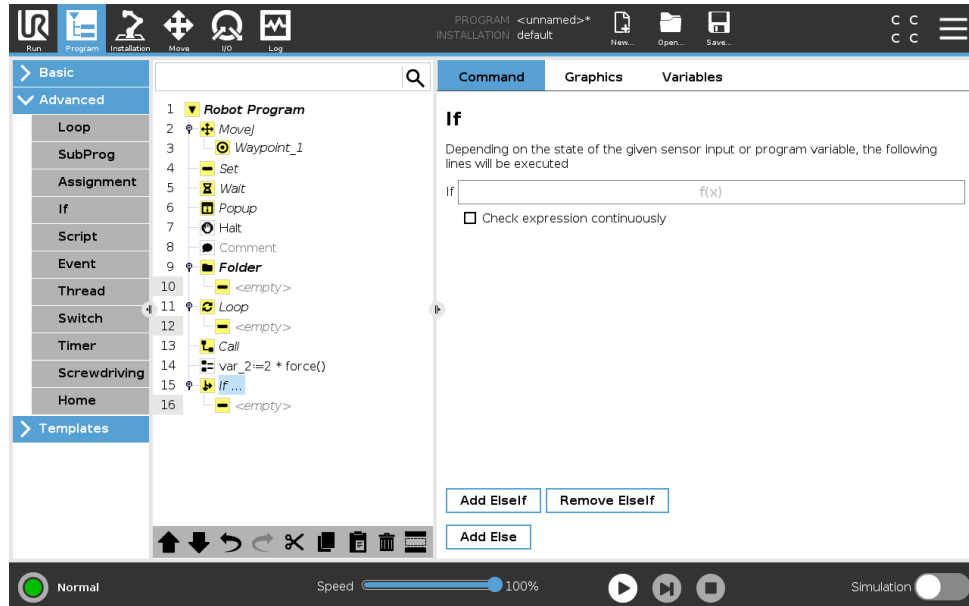 UR
PROGRAM <unnamed>*
INSTALLATION default
C C
C C
Run Program Installation Move I/O Log New... Open... Save...
Basic
Advanced
Loop
SubProg
Assignment
If
Script
Event
Thread
Switch
Timer
Screwdriving
Home
Templates
1 Robot Program
2 MoveJ
3 Waypoint_1
4 Set
5 Wait
6 Popup
7 Halt
8 Comment
9 Folder
10 <empty>
11 Loop
12 <empty>
13 Call
14 var_2:=2 * force()
15 If ...
16 <empty>
Command Graphics Variables
If
Depending on the state of the given sensor input or program variable, the following
lines will be executed
If f(x)
Check expression continuously
Add ElseIf Remove ElseIf
Add Else
Normal Speed 100% Simulation